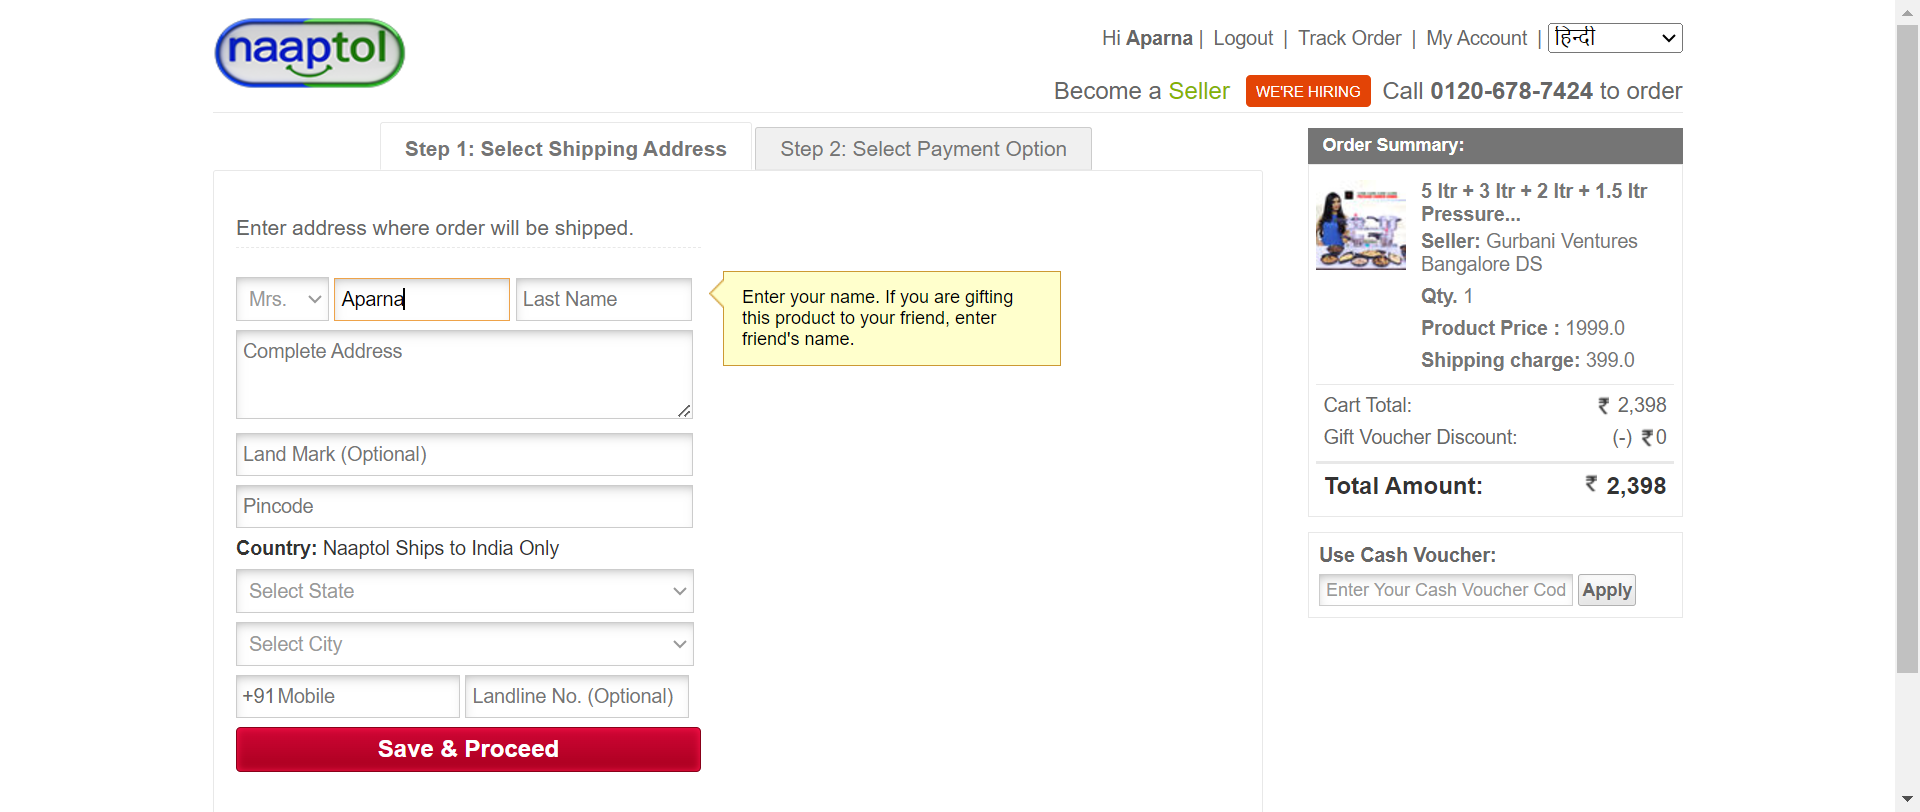 naaptol
Hi Aparna | Logout | Track Order | My Account | हिन्दी
Become a Seller WE'RE HIRING Call 0120-678-7424 to order
Step 1: Select Shipping Address Step 2: Select Payment Option
Enter address where order will be shipped.
Mrs. Aparna Last Name
Enter your name. If you are gifting
this product to your friend, enter
friend's name.
Complete Address
Land Mark (Optional)
Pincode
Country: Naaptol Ships to India Only
Select State
Select City
+91 Mobile Landline No. (Optional)
Save & Proceed
Order Summary:
5 ltr + 3 ltr + 2 ltr + 1.5 ltr
Pressure...
Seller: Gurbani Ventures
Bangalore DS
Qty. 1
Product Price : 1999.0
Shipping charge: 399.0
Cart Total: ₹ 2,398
Gift Voucher Discount: (-) ₹0
Total Amount: ₹ 2,398
Use Cash Voucher:
Enter Your Cash Voucher Cod Apply